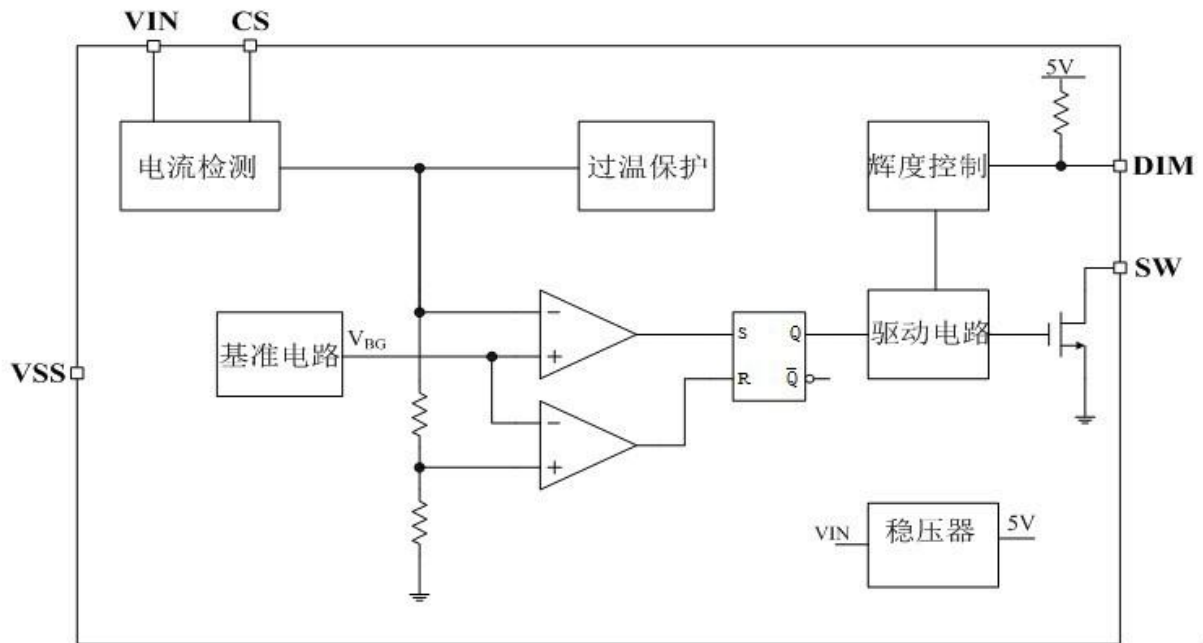 VIN CS
5V
电流检测
过温保护
辉度控制
DIM
SW
基准电路
V_BG
−
+
S Q
R Q̅
驱动电路
VSS
−
+
VIN
稳压器
5V